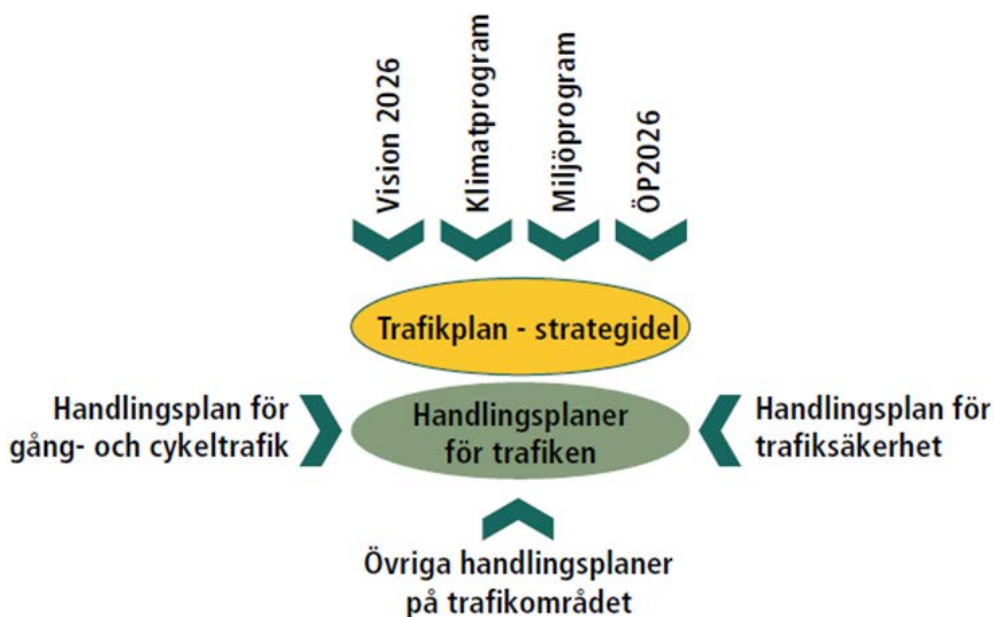 Vision 2026
Klimatprogram
Miljöprogram
ÖP2026
Trafikplan - strategidel
Handlingsplan för
gång- och cykeltrafik
Handlingsplaner
för trafiken
Handlingsplan för
trafiksäkerhet
Övriga handlingsplaner
på trafikområdet